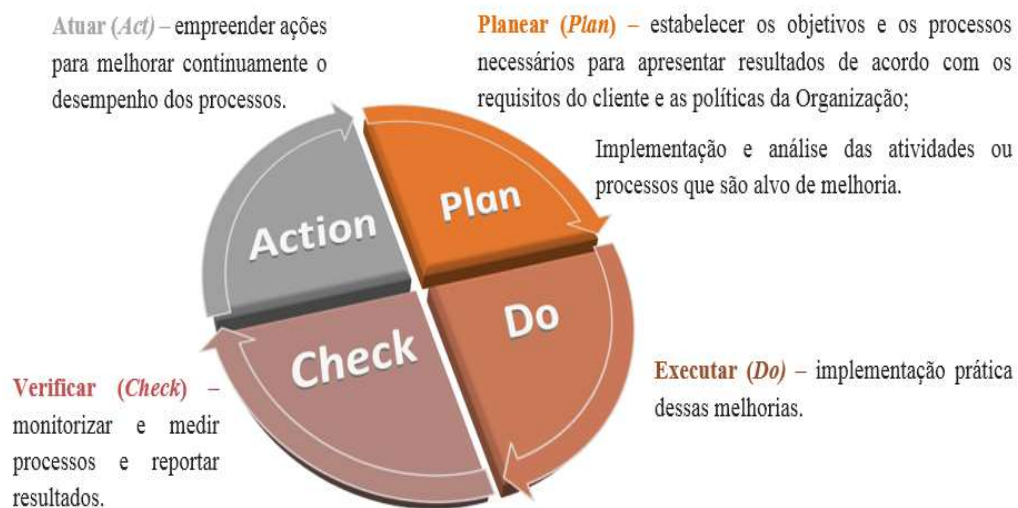 Atuar (Act) – empreender ações
para melhorar continuamente o
desempenho dos processos.
Planear (Plan) – estabelecer os objetivos e os processos
necessários para apresentar resultados de acordo com os
requisitos do cliente e as políticas da Organização;
Implementação e análise das atividades ou
processos que são alvo de melhoria.
Action
Plan
Check
Do
Verificar (Check) –
monitorizar e medir
processos e reportar
resultados.
Executar (Do) – implementação prática
dessas melhorias.